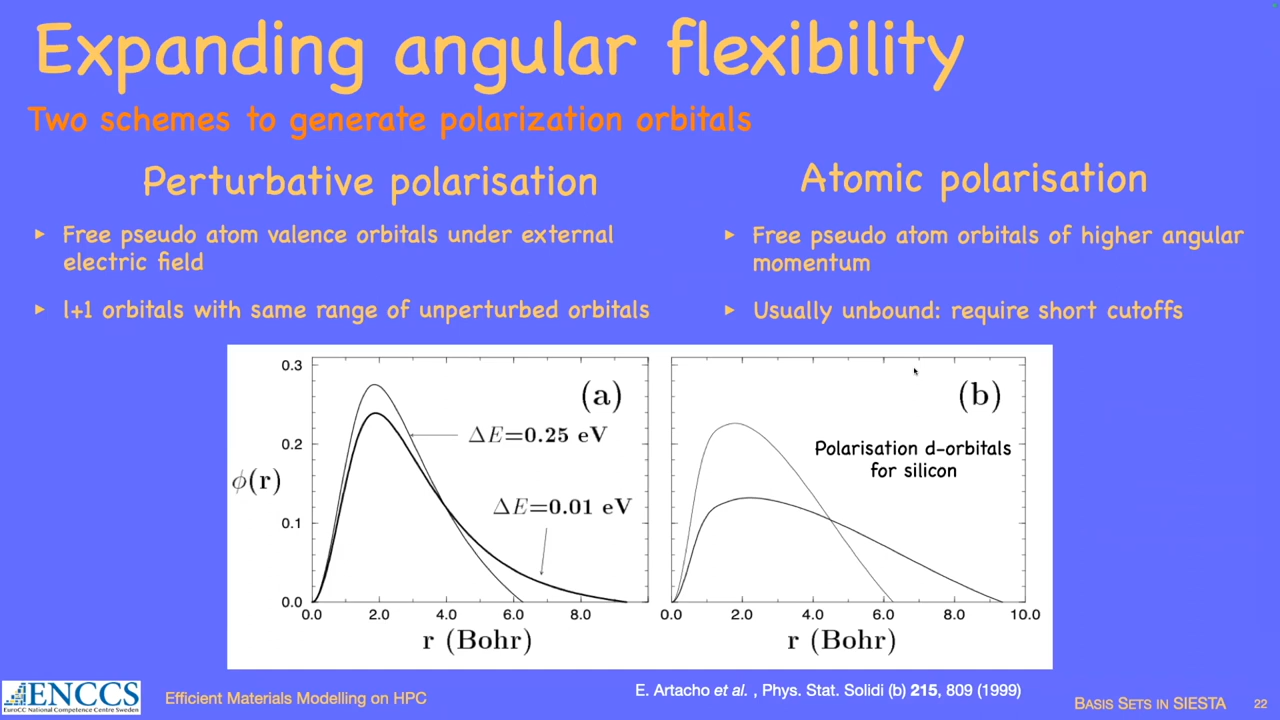 Expanding angular flexibility
Two schemes to generate polarization orbitals
Perturbative polarisation
▸ Free pseudo atom valence orbitals under external
electric field
▸ l+1 orbitals with same range of unperturbed orbitals
Atomic polarisation
▸ Free pseudo atom orbitals of higher angular
momentum
▸ Usually unbound: require short cutoffs
0.3
0.2
0.1
0.0
ϕ(r)
(a)
ΔE=0.25 eV
ΔE=0.01 eV
0.0 2.0 4.0 6.0 8.0
r (Bohr)
(b)
Polarisation d-orbitals
for silicon
0.0 2.0 4.0 6.0 8.0 10.0
r (Bohr)
ENCCS
EuroCC National Competence Centre Sweden
Efficient Materials Modelling on HPC
E. Artacho et al. , Phys. Stat. Solidi (b) 215, 809 (1999)
Basis Sets in SIESTA
22